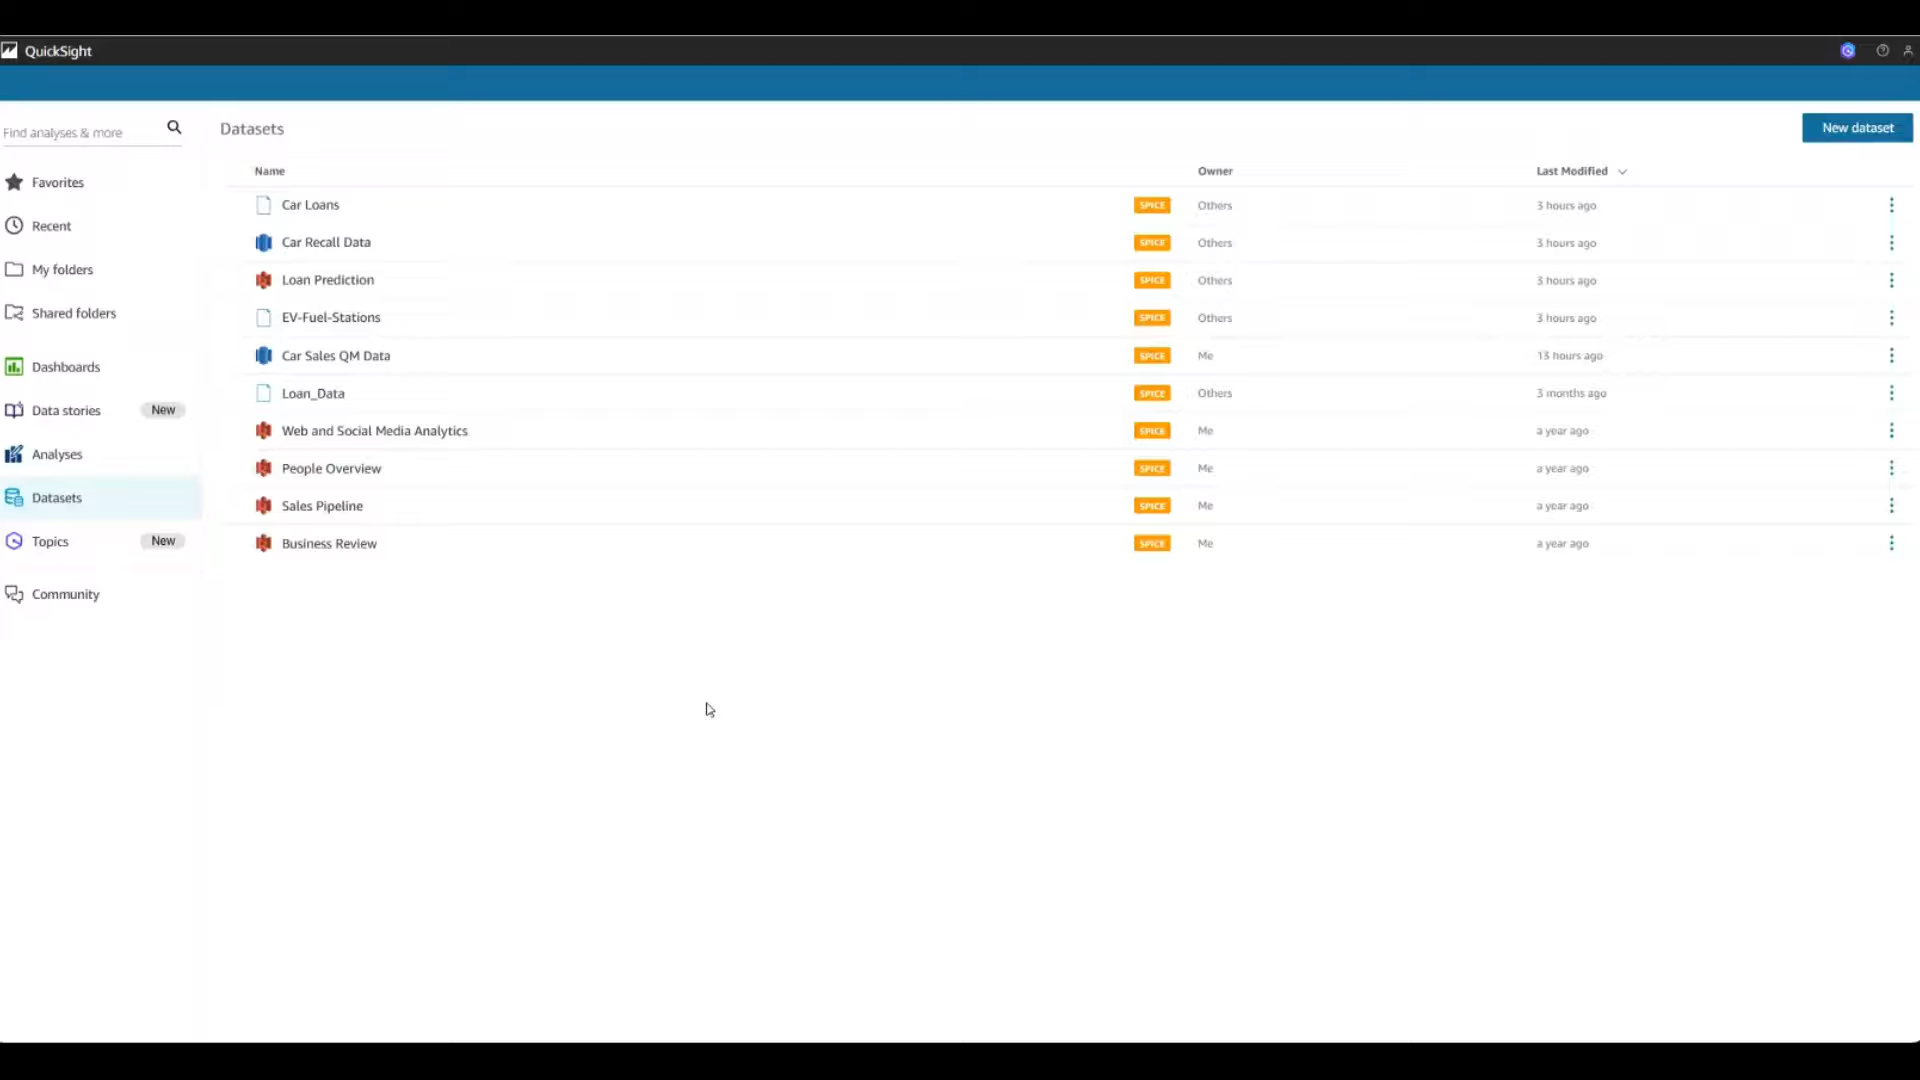 QuickSight
Find analyses & more
Datasets
New dataset
Name Owner Last Modified
Favorites
Recent
My folders
Shared folders
Dashboards
Data stories New
Analyses
Datasets
Topics New
Community
Car Loans SPICE Others 3 hours ago
Car Recall Data SPICE Others 3 hours ago
Loan Prediction SPICE Others 3 hours ago
EV-Fuel-Stations SPICE Others 3 hours ago
Car Sales QM Data SPICE Me 13 hours ago
Loan_Data SPICE Others 3 months ago
Web and Social Media Analytics SPICE Me a year ago
People Overview SPICE Me a year ago
Sales Pipeline SPICE Me a year ago
Business Review SPICE Me a year ago